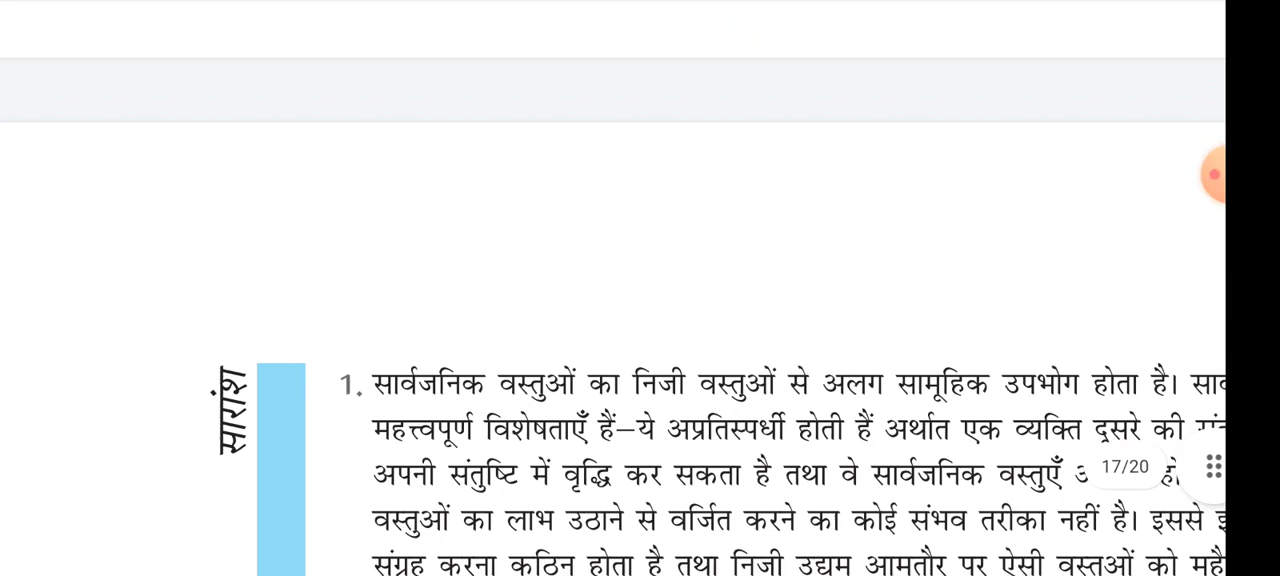 सारांश
1. सार्वजनिक वस्तुओं का निजी वस्तुओं से अलग सामूहिक उपभोग होता है।
महत्त्वपूर्ण विशेषताएँ हैं–ये अप्रतिस्पर्धी होती हैं अर्थात एक व्यक्ति दूसरे की
अपनी संतुष्टि में वृद्धि कर सकता है तथा वे सार्वजनिक वस्तुएँ
17/20
वस्तुओं का लाभ उठाने से वर्जित करने का कोई संभव तरीका नहीं है। इससे
संग्रह करना कठिन होता है तथा निजी उद्यम आमतौर पर ऐसी वस्तुओं को